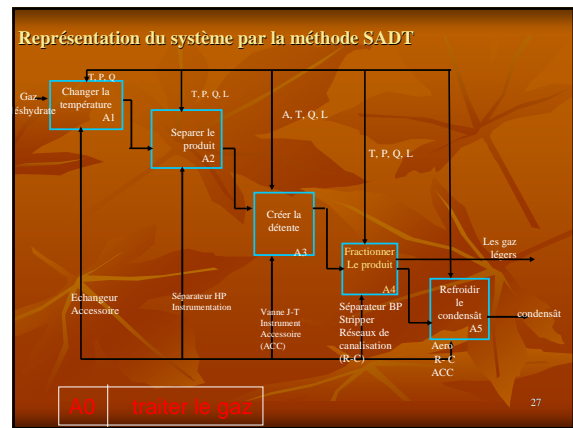 Représentation du système par la méthode SADT
T, P, Q
Gaz
éshydrate
Changer la
température
A1
T, P, Q, L
Separer le
produit
A2
A, T, Q, L
T, P, Q, L
Créer la
détente
A3
Fractionner
Le produit
A4
Les gaz
légers
Refroidir
le
condensât
A5
condensât
Echangeur
Accessoire
Séparateur HP
Instrumentation
Vanne J-T
Instrument
Accessoire
(ACC)
Séparateur BP
Stripper
Réseaux de
canalisation
(R-C)
Aero
R- C
ACC
A0 traiter le gaz
27